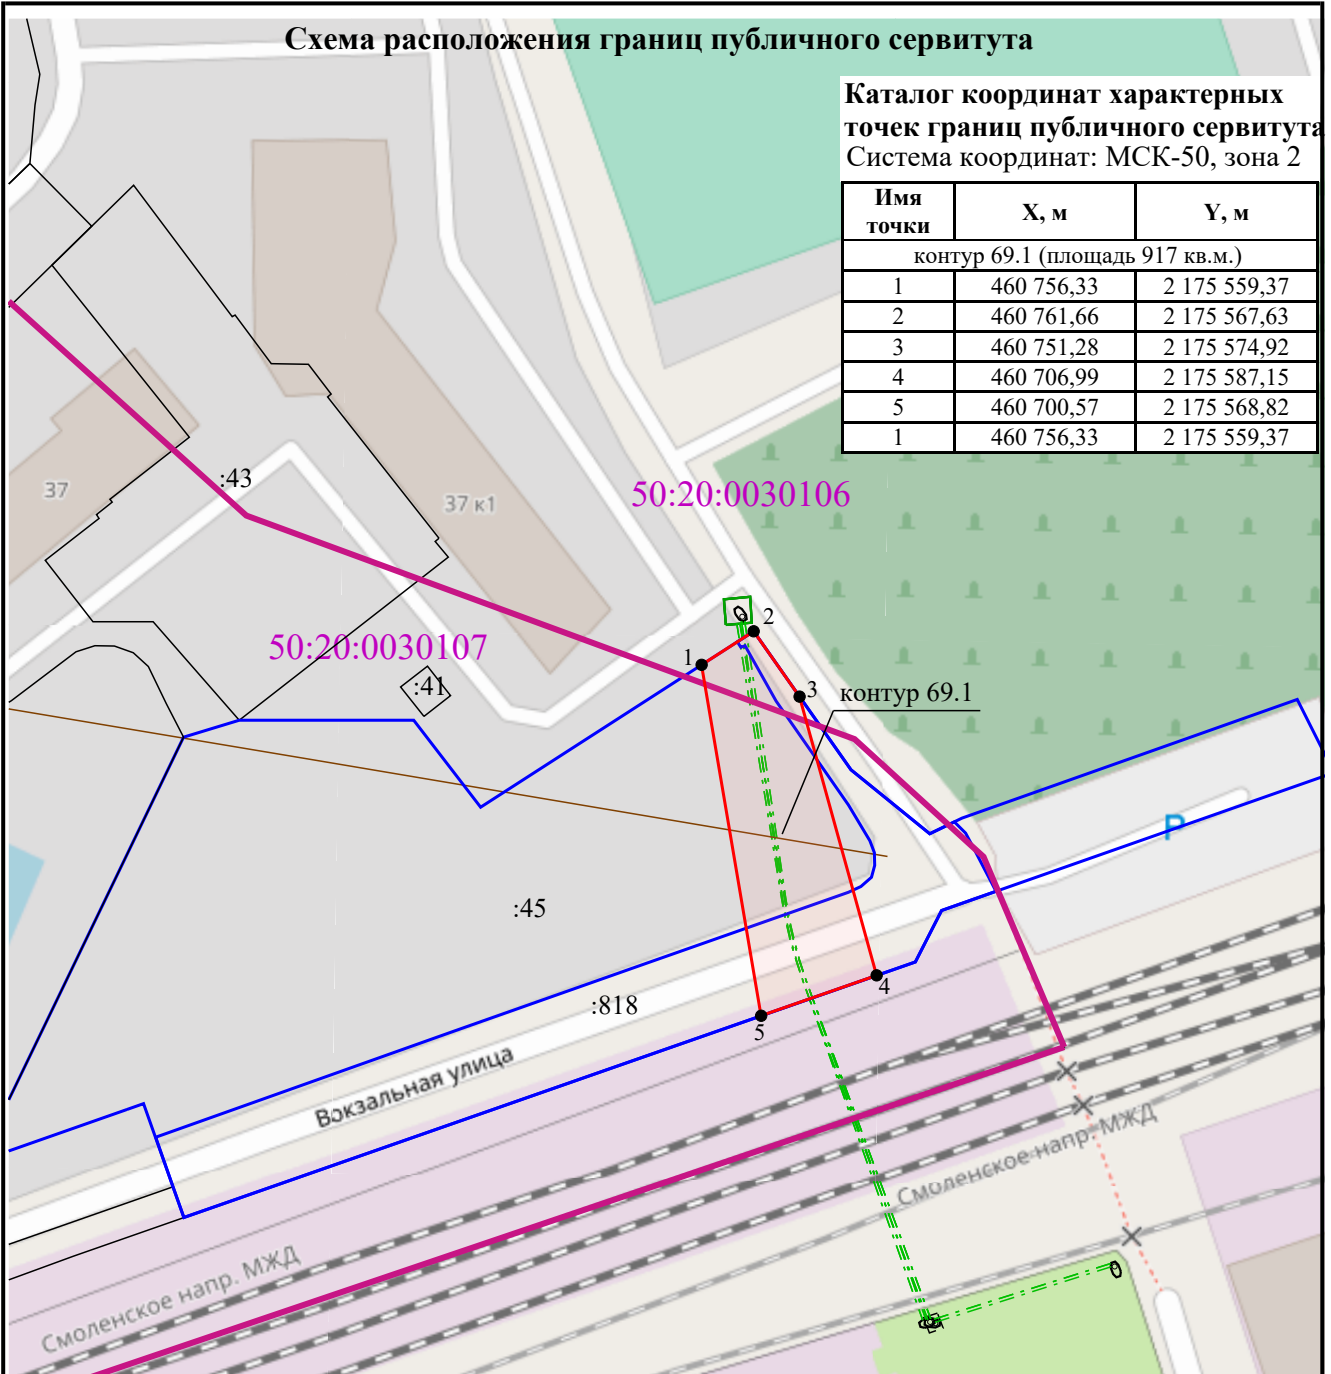 Схема расположения границ публичного сервитута
Каталог координат характерных
точек границ публичного сервитута
Система координат: МСК-50, зона 2
Имя точки X, м Y, м
контур 69.1 (площадь 917 кв.м.)
1 460 756,33 2 175 559,37
2 460 761,66 2 175 567,63
3 460 751,28 2 175 574,92
4 460 706,99 2 175 587,15
5 460 700,57 2 175 568,82
1 460 756,33 2 175 559,37
:43
37
37 к1
50:20:0030106
50:20:0030107
2
1
:41
3
контур 69.1
P
:45
4
:818
5
Вокзальная улица
Смоленское напр. МЖД
Смоленское напр. МЖД